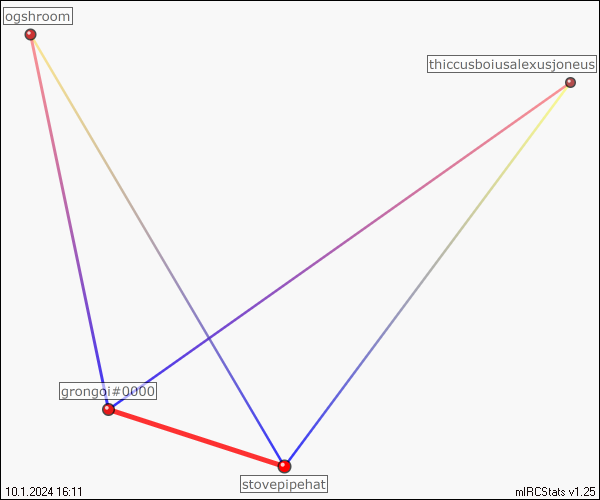 ogshroom
thiccusboiusalexusjoneus
grongoi#0000
stovepipehat
10.1.2024 16:11
mIRCStats v1.25